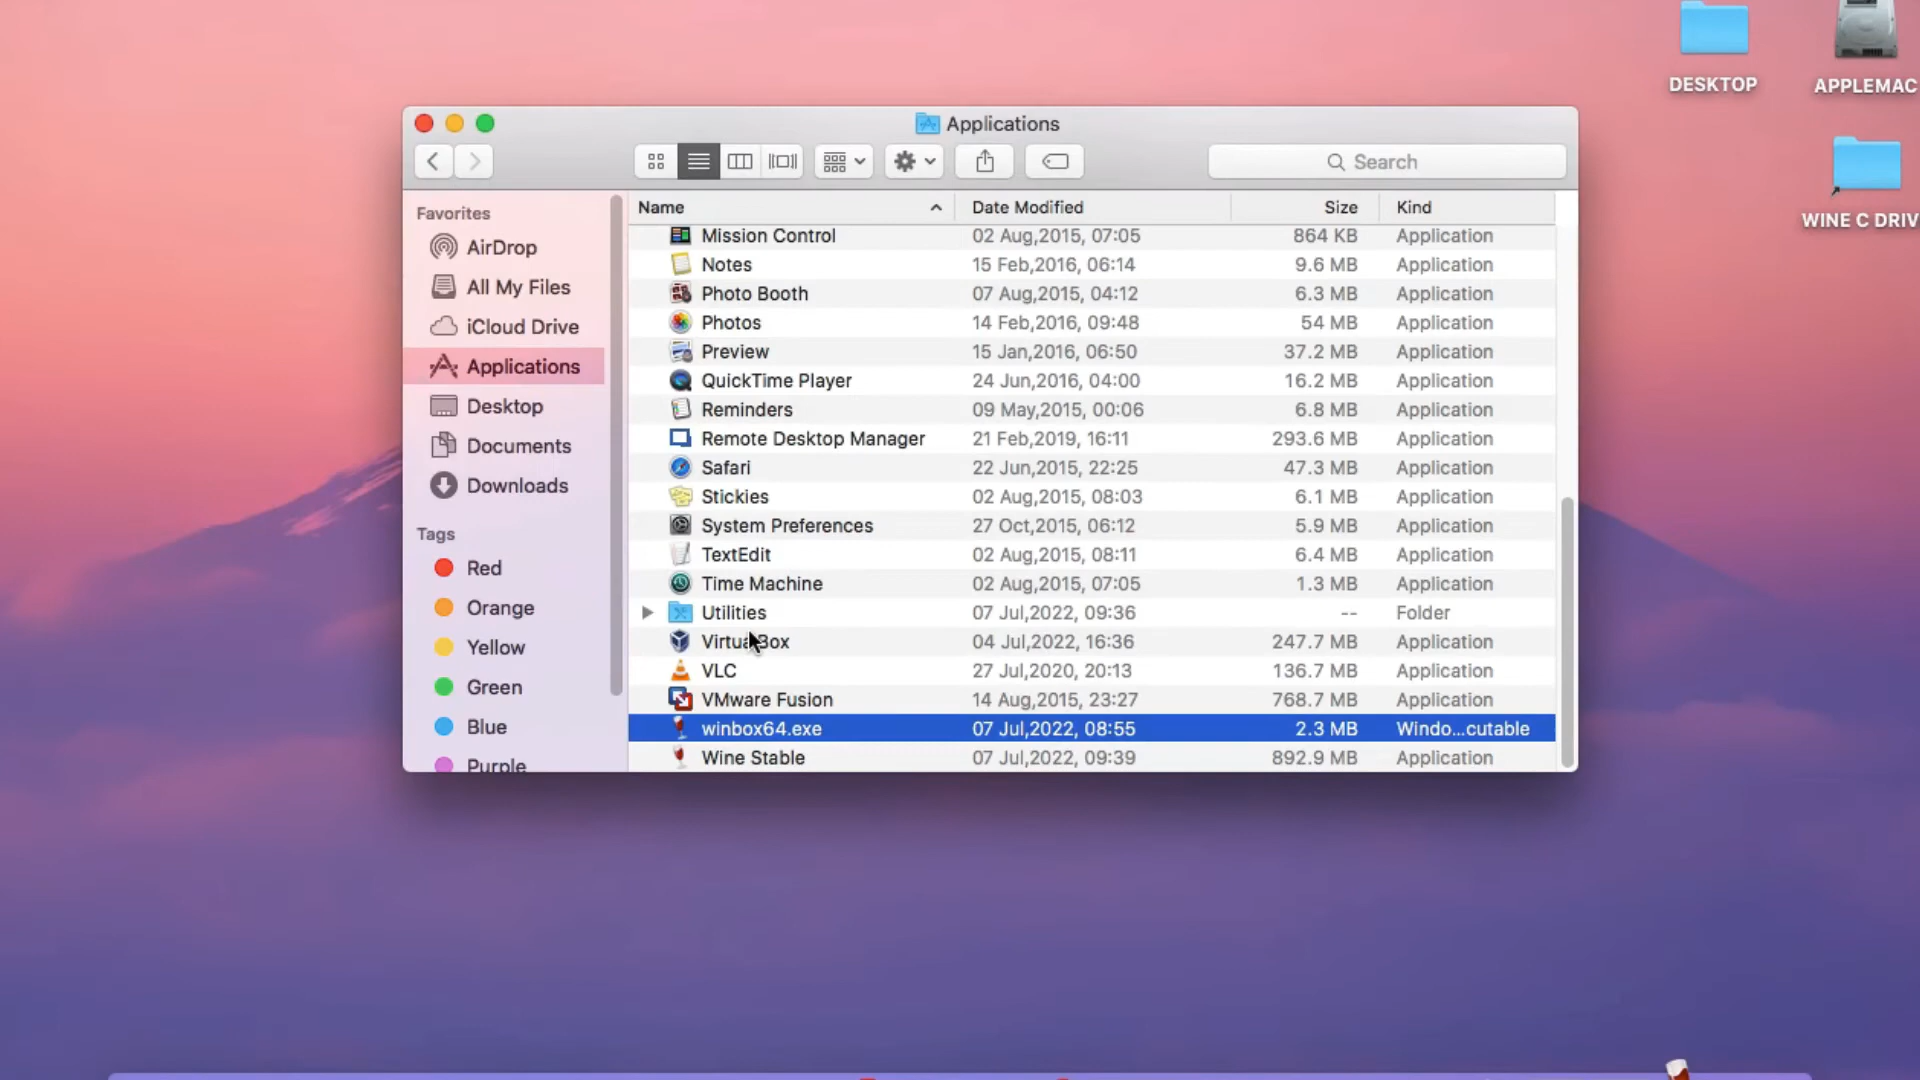 DESKTOP
APPLEMAC
WINE C DRIV
Applications
Search
Favorites
AirDrop
All My Files
iCloud Drive
Applications
Desktop
Documents
Downloads
Tags
Red
Orange
Yellow
Green
Blue
Purple
Name Date Modified Size Kind
Mission Control 02 Aug,2015, 07:05 864 KB Application
Notes 15 Feb,2016, 06:14 9.6 MB Application
Photo Booth 07 Aug,2015, 04:12 6.3 MB Application
Photos 14 Feb,2016, 09:48 54 MB Application
Preview 15 Jan,2016, 06:50 37.2 MB Application
QuickTime Player 24 Jun,2016, 04:00 16.2 MB Application
Reminders 09 May,2015, 00:06 6.8 MB Application
Remote Desktop Manager 21 Feb,2019, 16:11 293.6 MB Application
Safari 22 Jun,2015, 22:25 47.3 MB Application
Stickies 02 Aug,2015, 08:03 6.1 MB Application
System Preferences 27 Oct,2015, 06:12 5.9 MB Application
TextEdit 02 Aug,2015, 08:11 6.4 MB Application
Time Machine 02 Aug,2015, 07:05 1.3 MB Application
Utilities 07 Jul,2022, 09:36 -- Folder
VirtualBox 04 Jul,2022, 16:36 247.7 MB Application
VLC 27 Jul,2020, 20:13 136.7 MB Application
VMware Fusion 14 Aug,2015, 23:27 768.7 MB Application
winbox64.exe 07 Jul,2022, 08:55 2.3 MB Windo...cutable
Wine Stable 07 Jul,2022, 09:39 892.9 MB Application